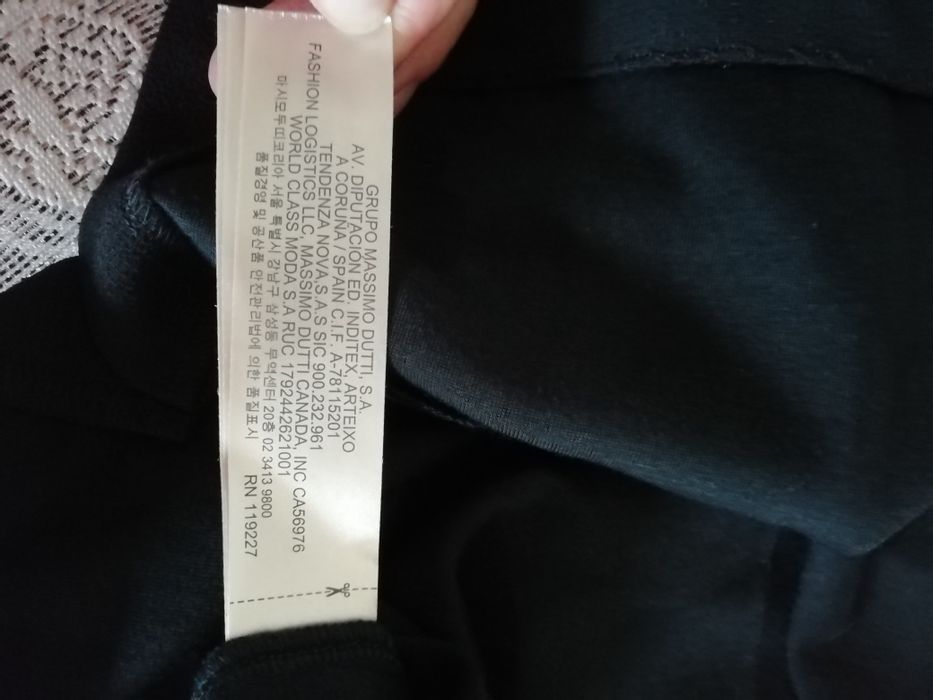 GRUPO MASSIMO DUTTI, S.A.
AV. DIPUTACIÓN ED. INDITEX, ARTEIXO
A CORUÑA / SPAIN C.I.F. A-78115201
TENDENZA NOVA,S.A.S SIC 900.232.961
FASHION LOGISTICS LLC, MASSIMO DUTTI CANADA, INC CA56976
WORLD CLASS MODA S.A RUC 1792442621001
마시모두띠코리아 서울 특별시 강남구 삼성동 무역센터 20층 02 3413 9800
품질경영 및 공산품 안전관리법에 의한 품질표시 RN 119227